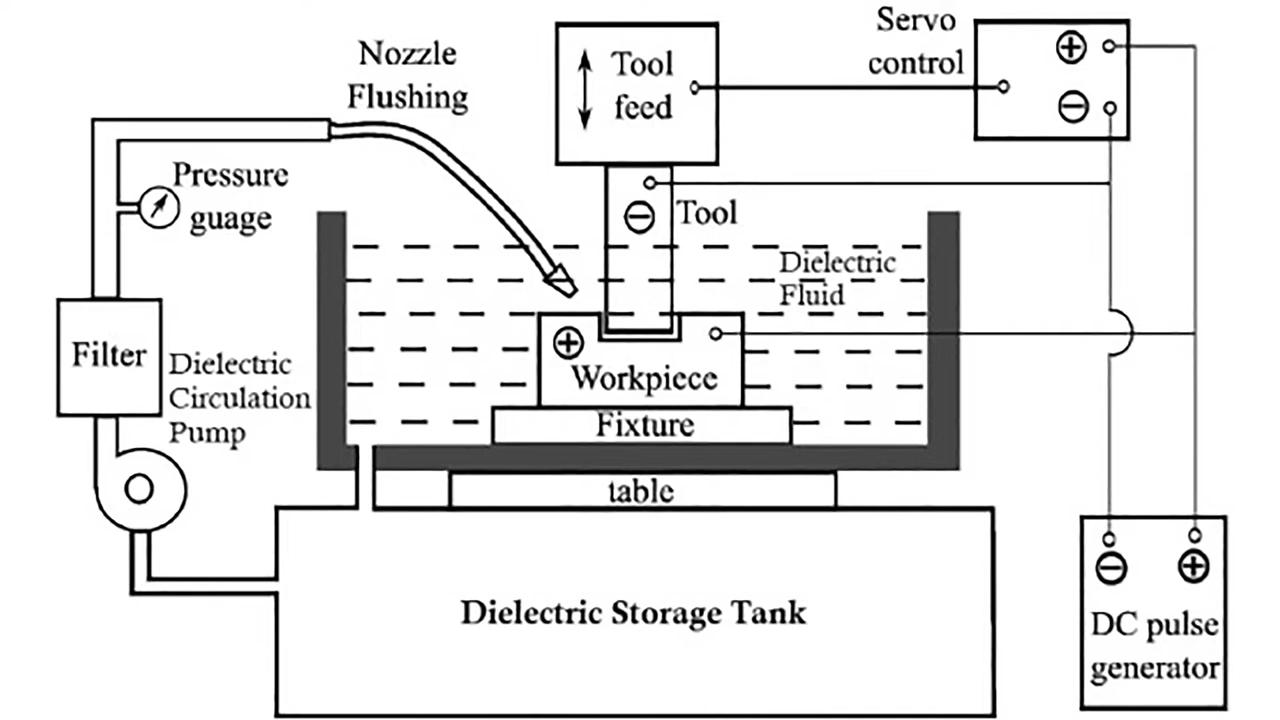 Nozzle
Flushing
Tool
feed
Servo
control
+
−
Pressure
guage
−
Tool
Dielectric
Fluid
Filter
Dielectric
Circulation
Pump
+
Workpiece
Fixture
table
Dielectric Storage Tank
−
+
DC pulse
generator